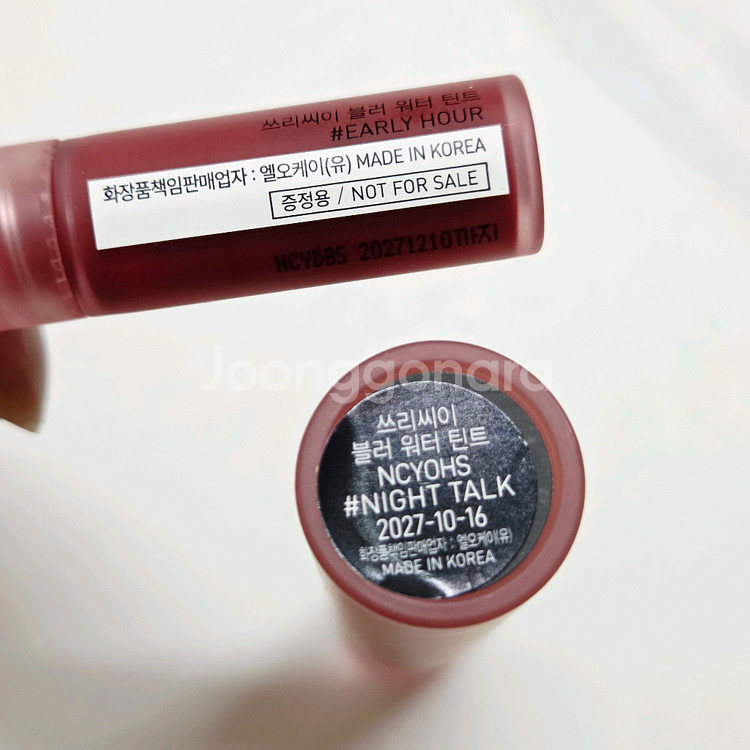 쓰리씨이 블러 워터 틴트
#EARLY HOUR
화장품책임판매업자 : 엘오케이(유) MADE IN KOREA
증정용 / NOT FOR SALE
NCYDBS 20271210까지
Joonggonara
쓰리씨이
블러 워터 틴트
NCYOHS
#NIGHT TALK
2027-10-16
화장품책임판매업자 : 엘오케이(유)
MADE IN KOREA